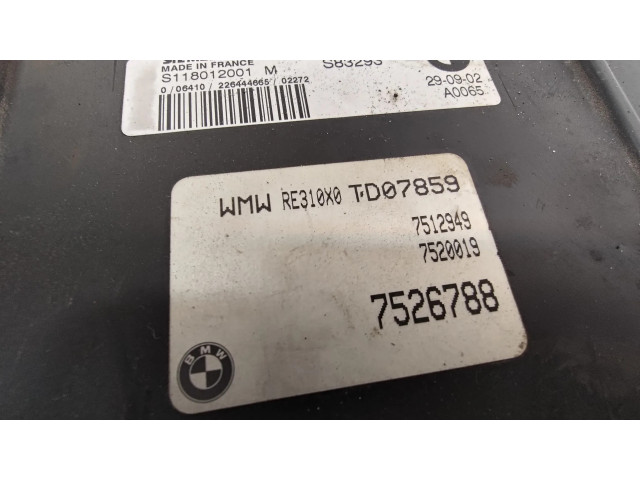 MADE IN FRANCE
S118012001 M
S83293
0 / 06410 / 226444665 / 02272
29-09-02
A0065
WMW RE310X0 TD07859
7512949
7520019
7526788
BMW